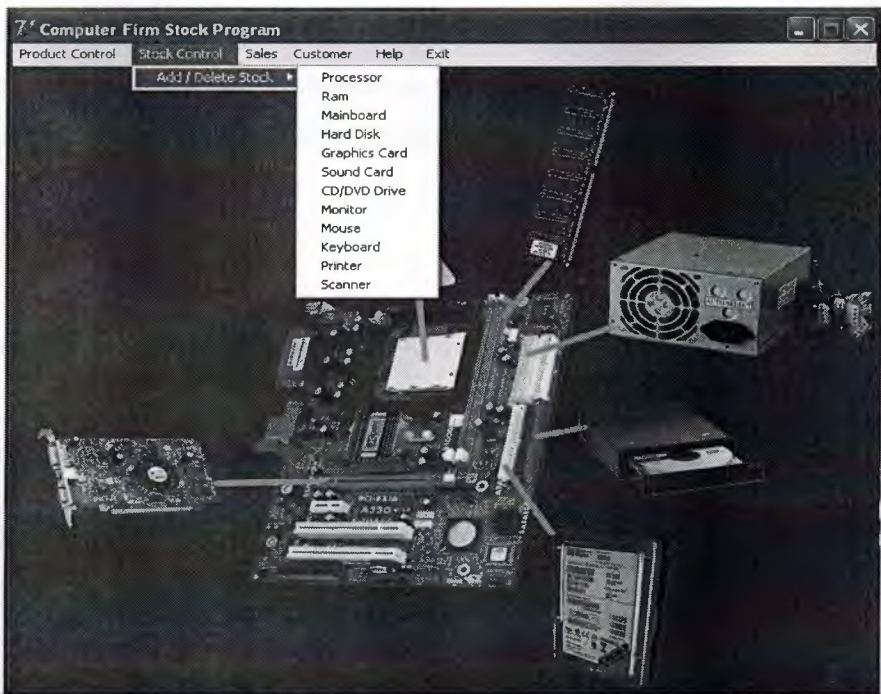 Computer Firm Stock Program
Product Control Stock Control Sales Customer Help Exit
Add / Delete Stock
Processor
Ram
Mainboard
Hard Disk
Graphics Card
Sound Card
CD/DVD Drive
Monitor
Mouse
Keyboard
Printer
Scanner